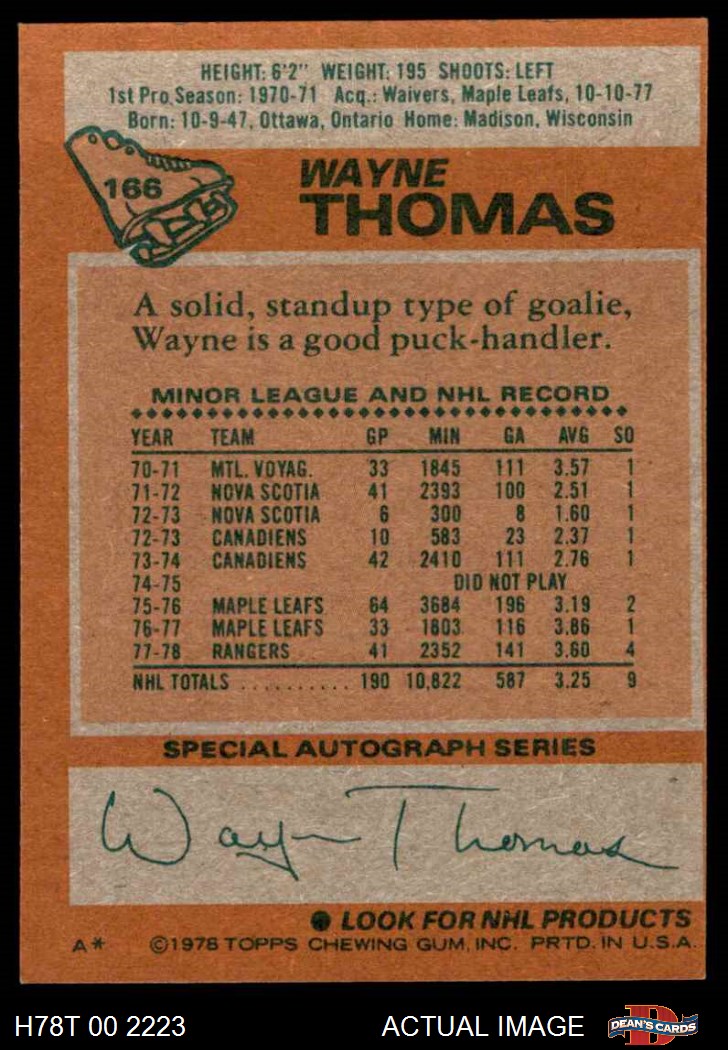 HEIGHT: 6'2" WEIGHT: 195 SHOOTS: LEFT
1st Pro Season: 1970-71 Acq.: Waivers, Maple Leafs, 10-10-77
Born: 10-9-47, Ottawa, Ontario Home: Madison, Wisconsin
166
WAYNE
THOMAS
A solid, standup type of goalie,
Wayne is a good puck-handler.
MINOR LEAGUE AND NHL RECORD
YEAR TEAM GP MIN GA AVG SO
70-71 MTL. VOYAG. 33 1845 111 3.57 1
71-72 NOVA SCOTIA 41 2393 100 2.51 1
72-73 NOVA SCOTIA 6 300 8 1.60 1
72-73 CANADIENS 10 583 23 2.37 1
73-74 CANADIENS 42 2410 111 2.76 1
74-75 DID NOT PLAY
75-76 MAPLE LEAFS 64 3684 196 3.19 2
76-77 MAPLE LEAFS 33 1803 116 3.86 1
77-78 RANGERS 41 2352 141 3.60 4
NHL TOTALS .......... 190 10,822 587 3.25 9
SPECIAL AUTOGRAPH SERIES
Wayne Thomas
● LOOK FOR NHL PRODUCTS
A* ©1978 TOPPS CHEWING GUM, INC. PRTD. IN U.S.A.
H78T 00 2223 ACTUAL IMAGE D DEAN'S CARDS